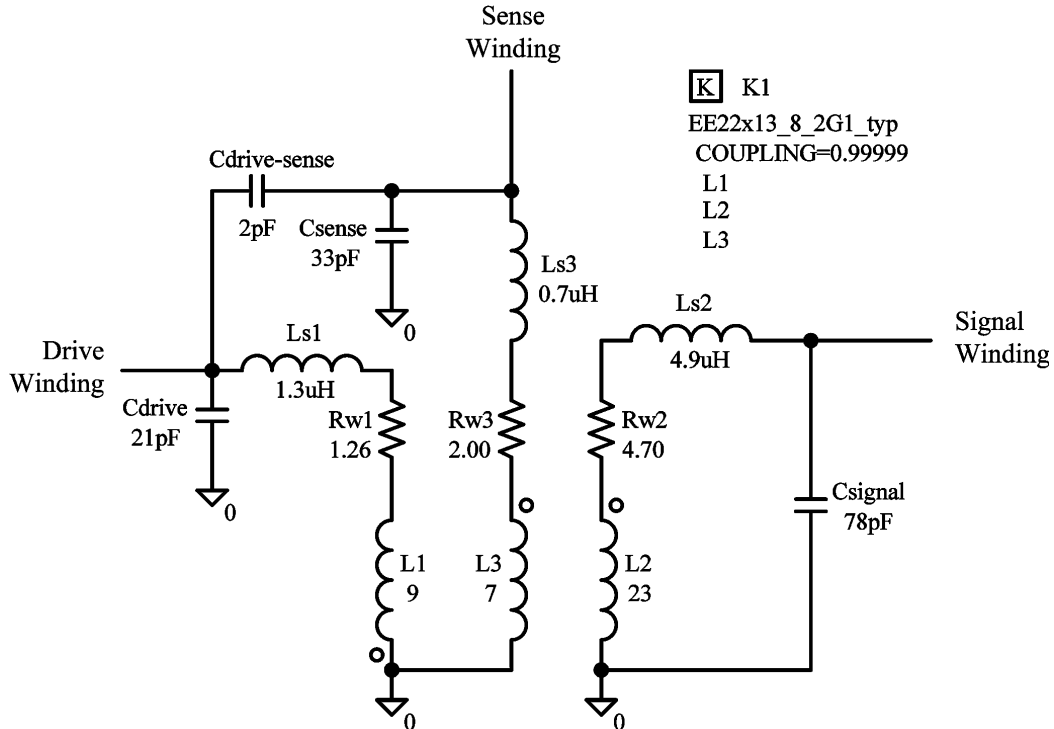 Sense
Winding
K K1
EE22x13_8_2G1_typ
COUPLING=0.99999
L1
L2
L3
Cdrive-sense
2pF
Csense
33pF
0
Ls3
0.7uH
Ls2
4.9uH
Signal
Winding
Drive
Winding
Ls1
1.3uH
Cdrive
21pF
0
Rw1
1.26
Rw3
2.00
Rw2
4.70
Csignal
78pF
L1
9
L3
7
L2
23
0
0